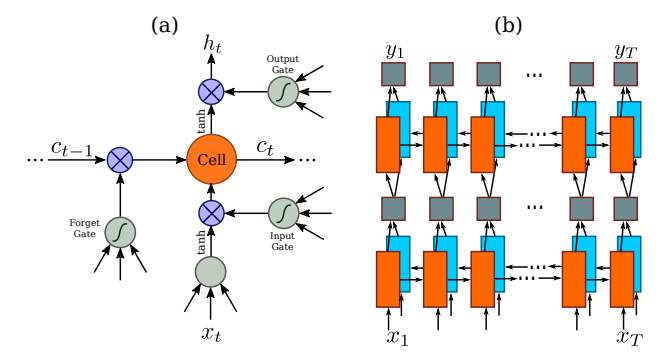 (a)
(b)
h_t
Output
Gate
tanh
y_1
y_T
...
... c_{t-1}
Cell
c_t ...
...
Forget
Gate
tanh
Input
Gate
...
...
x_t
x_1
x_T